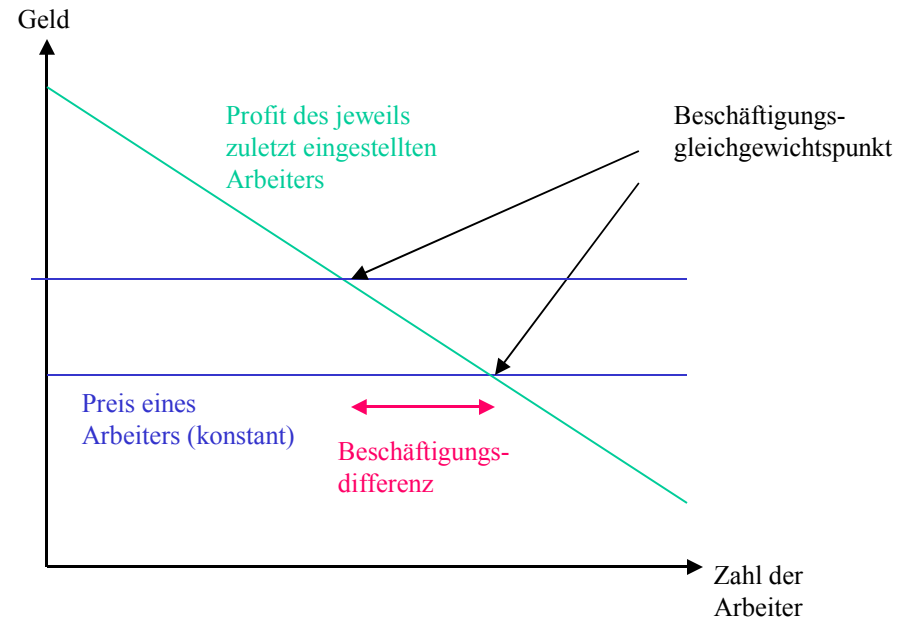 Geld
Profit des jeweils
zuletzt eingestellten
Arbeiters
Beschäftigungs-
gleichgewichtspunkt
Preis eines
Arbeiters (konstant)
Beschäftigungs-
differenz
Zahl der
Arbeiter